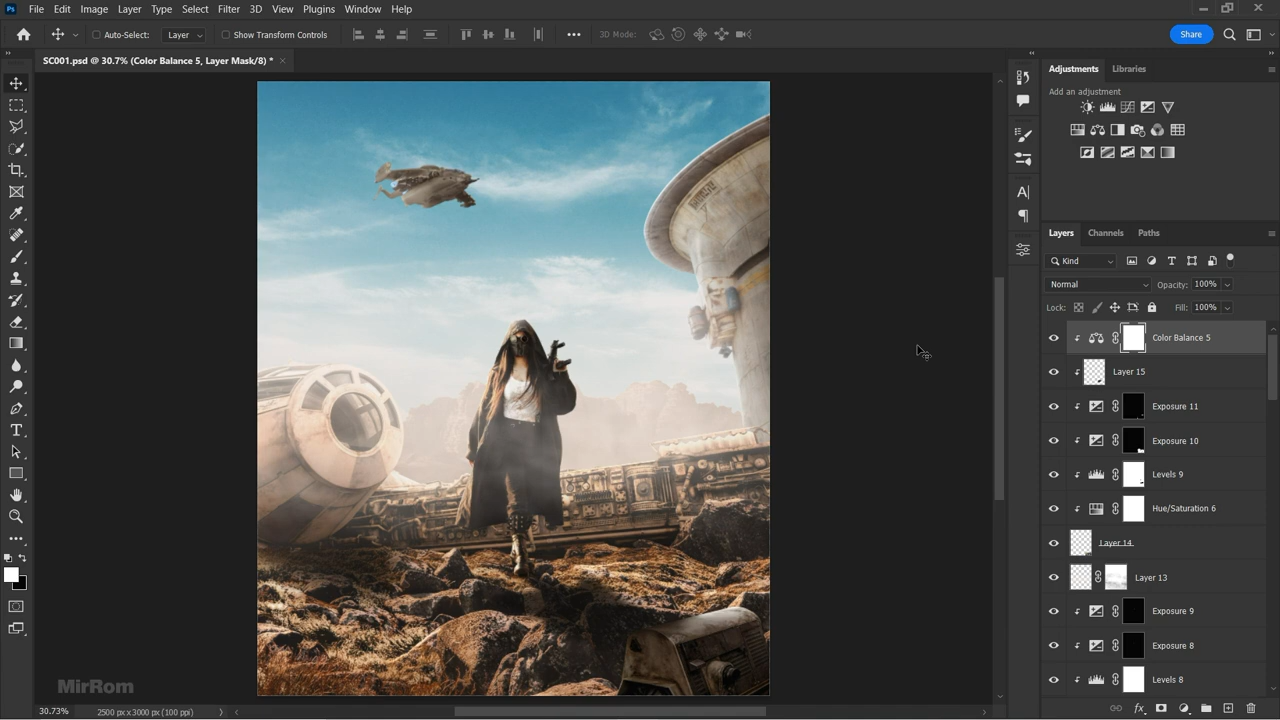 Ps File Edit Image Layer Type Select Filter 3D View Plugins Window Help
Auto-Select: Layer Show Transform Controls 3D Mode: Share
SC001.psd @ 30.7% (Color Balance 5, Layer Mask/8) *
Adjustments Libraries
Add an adjustment
Layers Channels Paths
Kind
Normal Opacity: 100%
Lock: Fill: 100%
Color Balance 5
Layer 15
Exposure 11
Exposure 10
Levels 9
Hue/Saturation 6
Layer 14
Layer 13
Exposure 9
Exposure 8
Levels 8
MirRom
30.73% 2500 px x 3000 px (100 ppi)